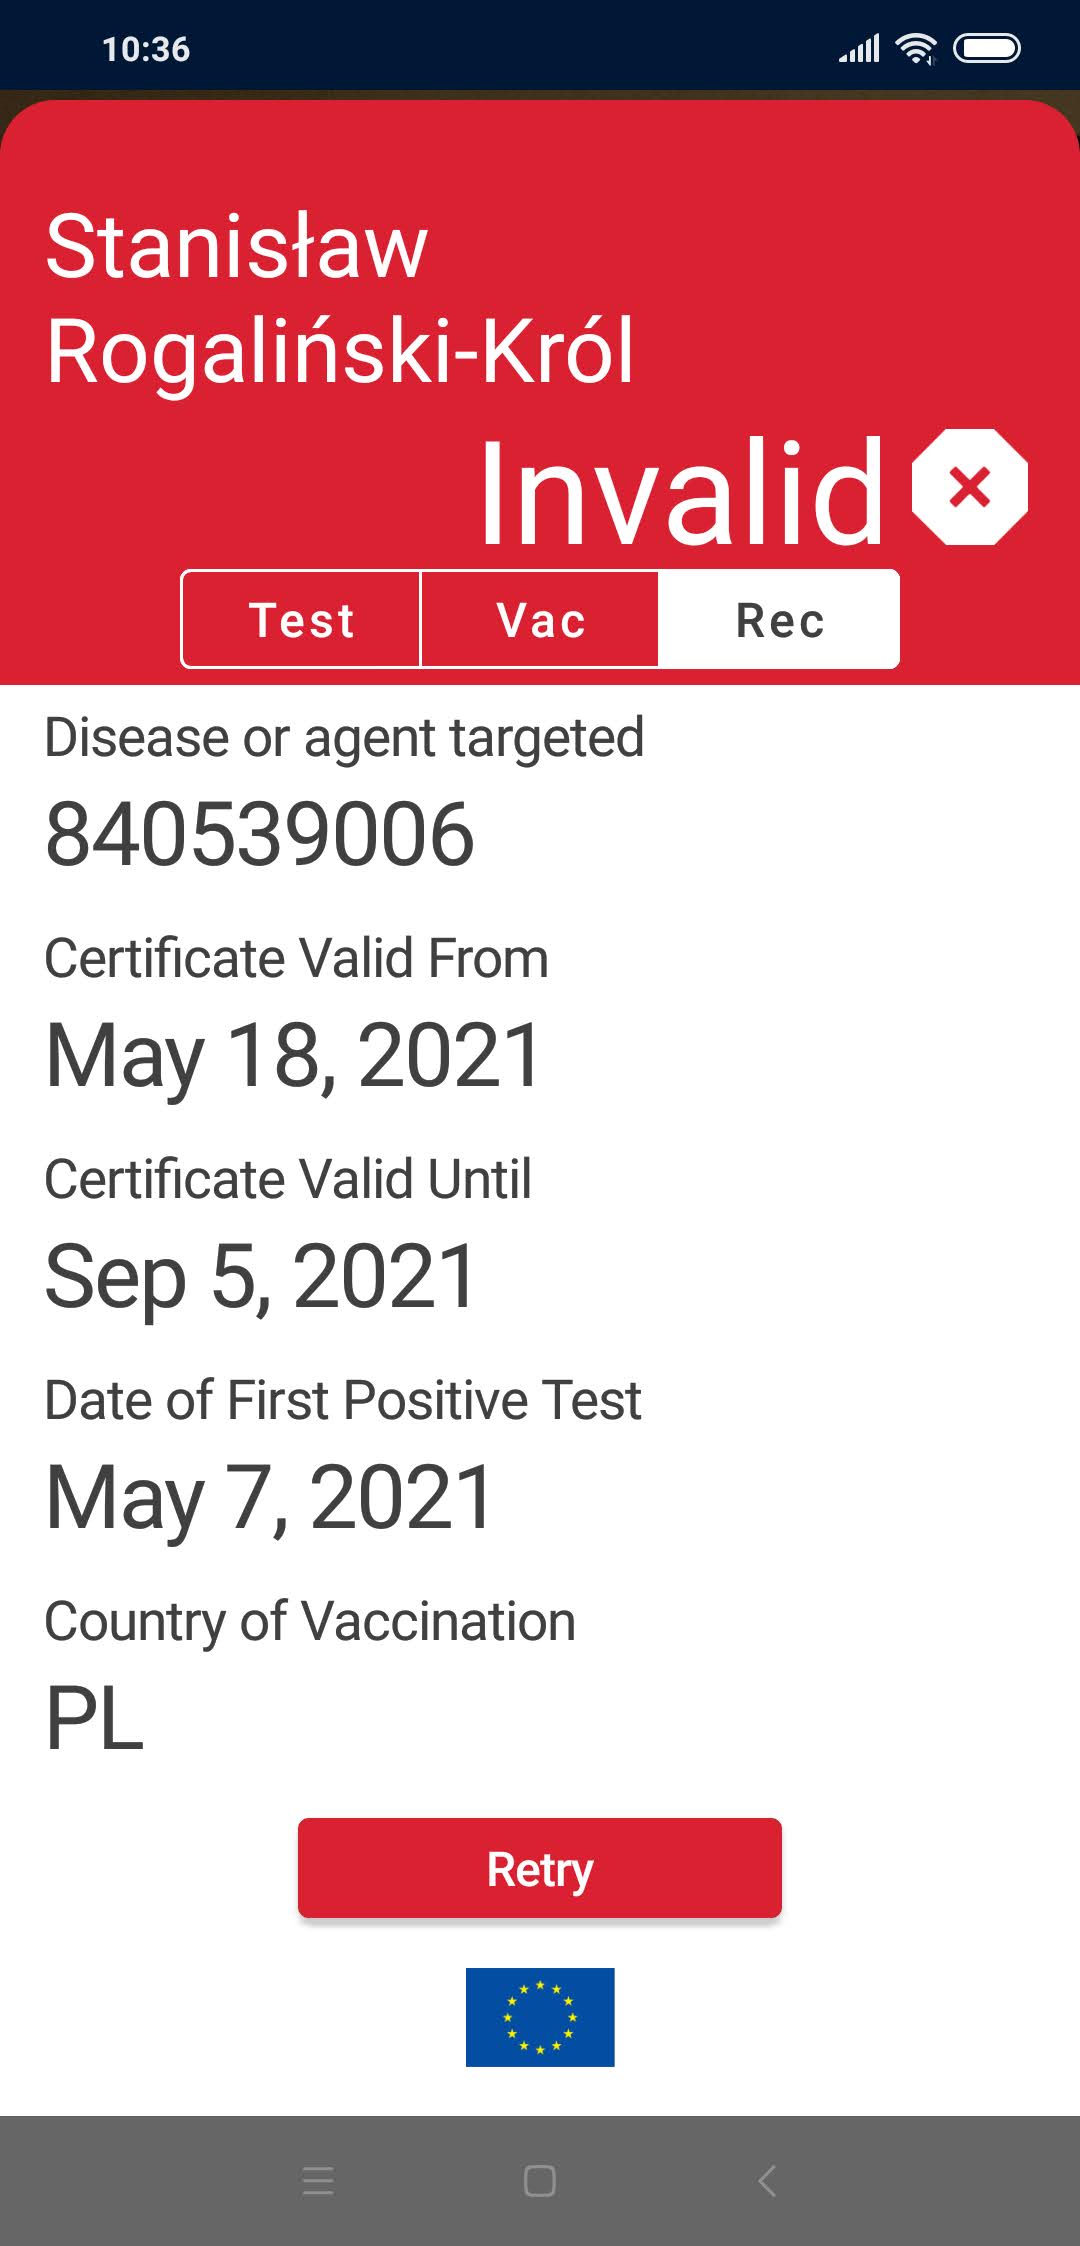 10:36
Stanisław
Rogaliński-Król
Invalid
Test Vac Rec
Disease or agent targeted
840539006
Certificate Valid From
May 18, 2021
Certificate Valid Until
Sep 5, 2021
Date of First Positive Test
May 7, 2021
Country of Vaccination
PL
Retry